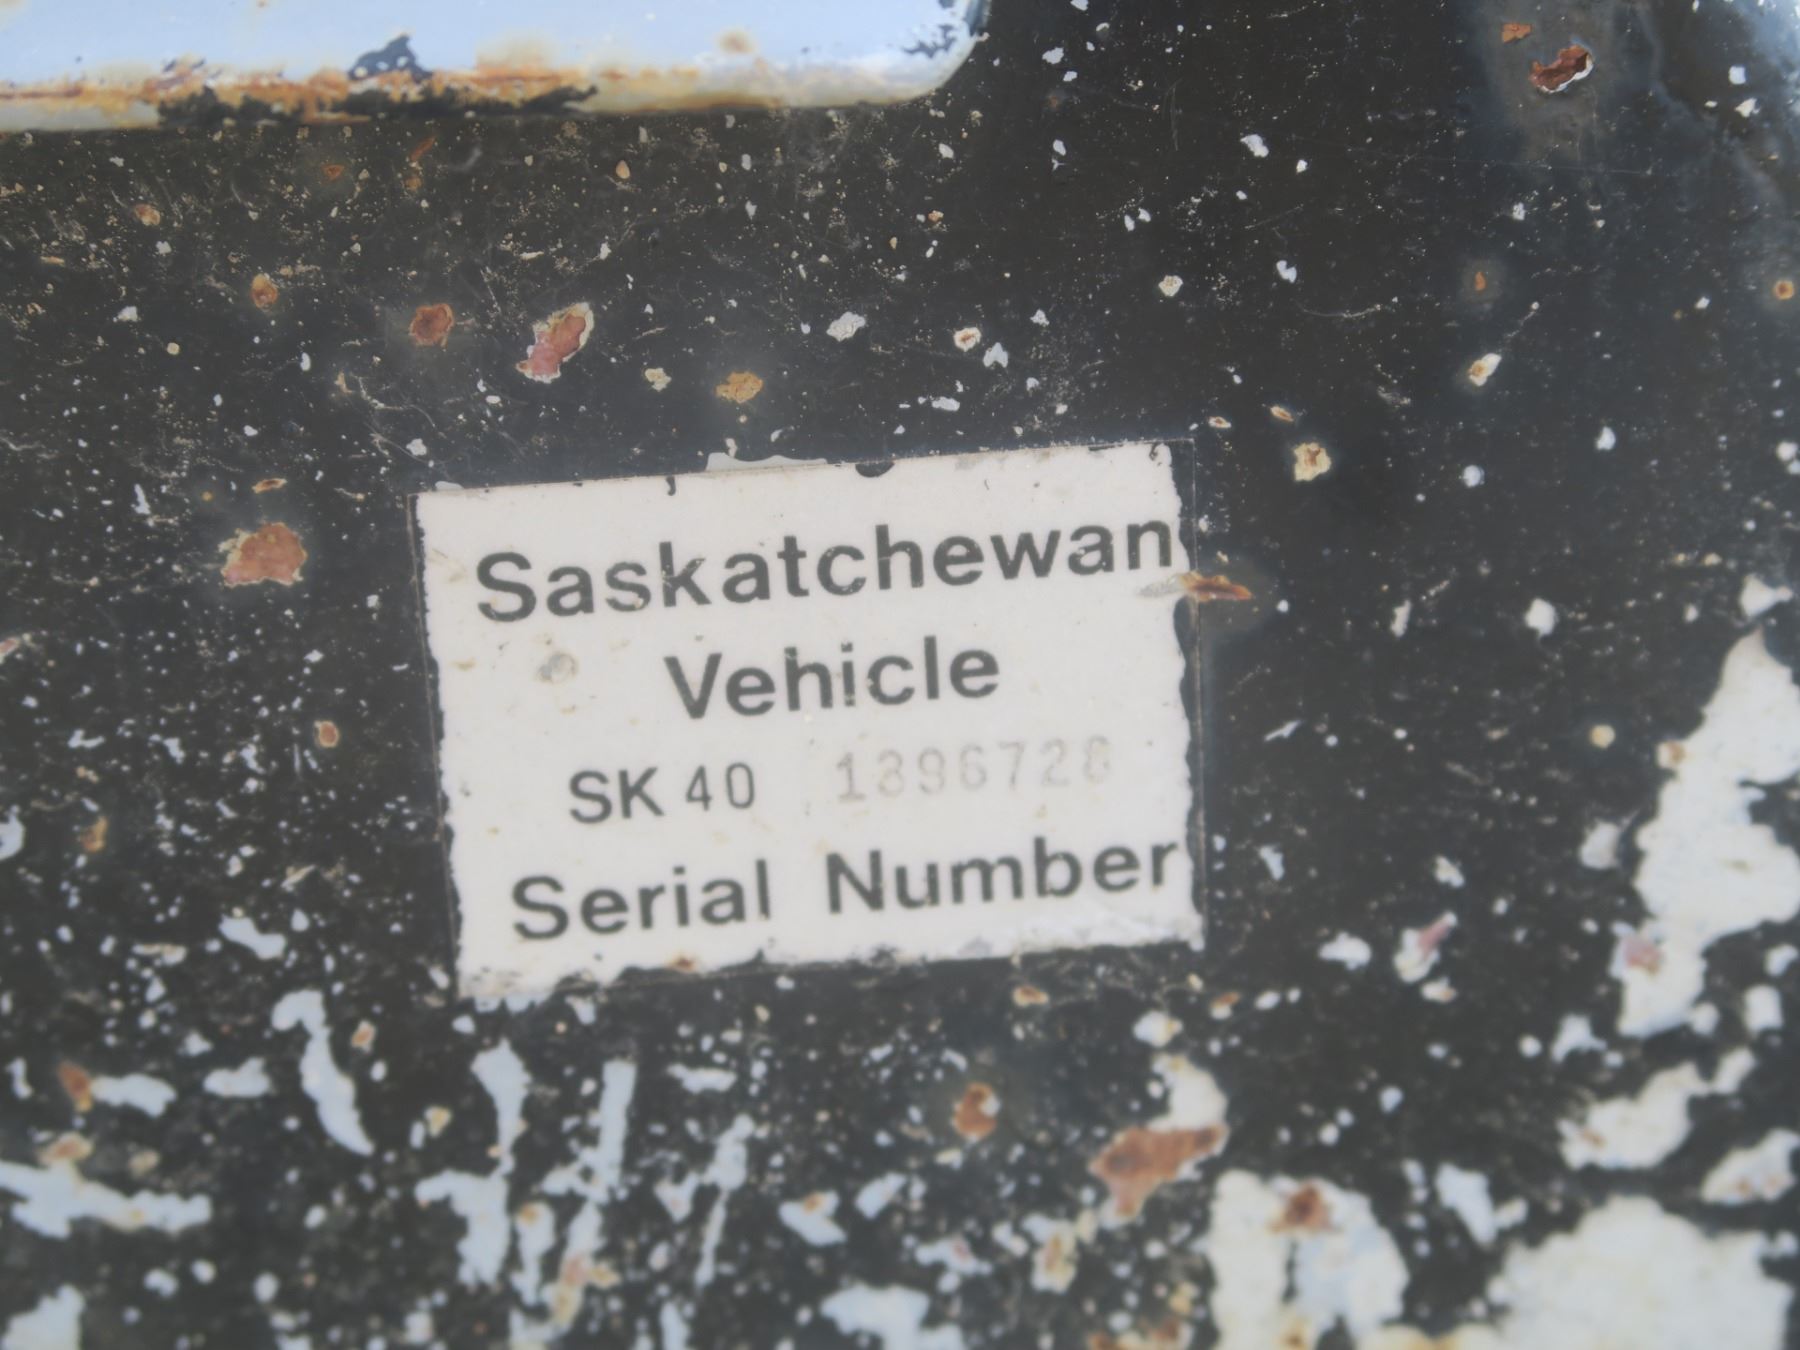 Saskatchewan
Vehicle
SK 40 1396728
Serial Number